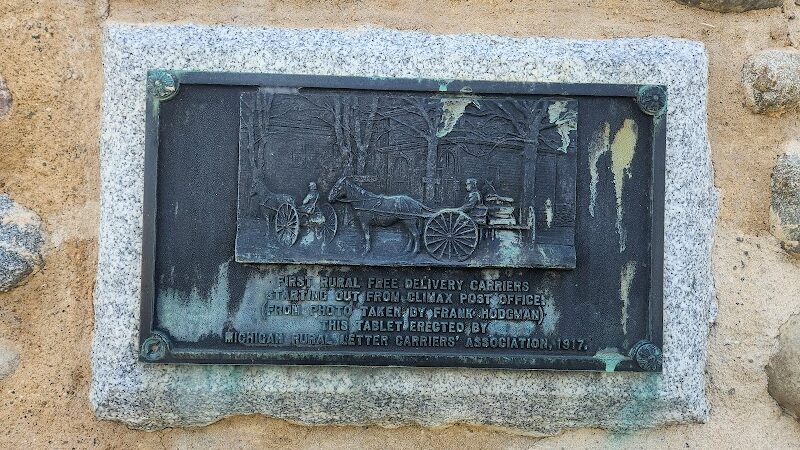 FIRST RURAL FREE DELIVERY CARRIERS
STARTING OUT FROM CLIMAX POST OFFICE.
(FROM PHOTO TAKEN BY FRANK HODGMAN)
THIS TABLET ERECTED BY
MICHIGAN RURAL LETTER CARRIERS' ASSOCIATION, 1917.